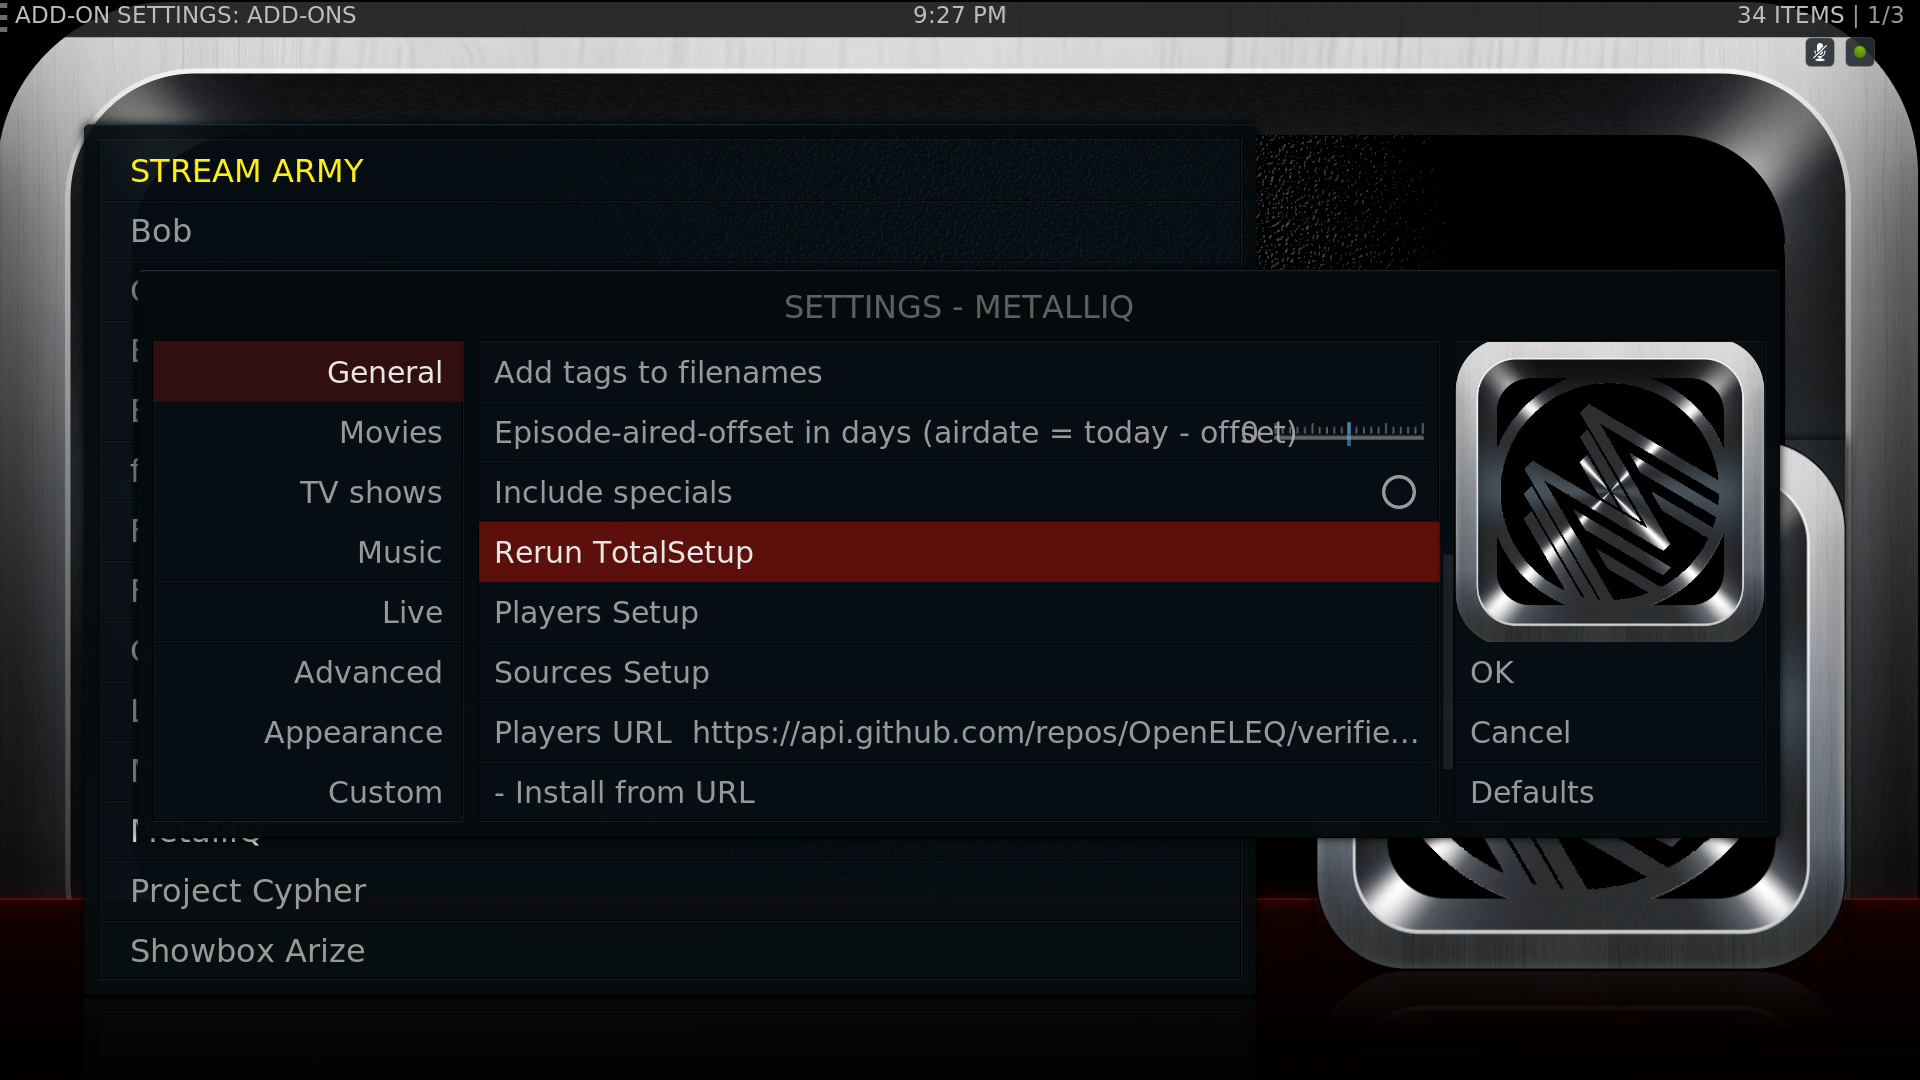 ADD-ON SETTINGS: ADD-ONS
9:27 PM
34 ITEMS | 1/3
STREAM ARMY
Bob
SETTINGS - METALLIQ
General
Movies
TV shows
Music
Live
Advanced
Appearance
Custom
Add tags to filenames
Episode-aired-offset in days (airdate = today - offset) 0
Include specials
Rerun TotalSetup
Players Setup
Sources Setup
Players URL https://api.github.com/repos/OpenELEQ/verifie...
- Install from URL
OK
Cancel
Defaults
MetalliQ
Project Cypher
Showbox Arize